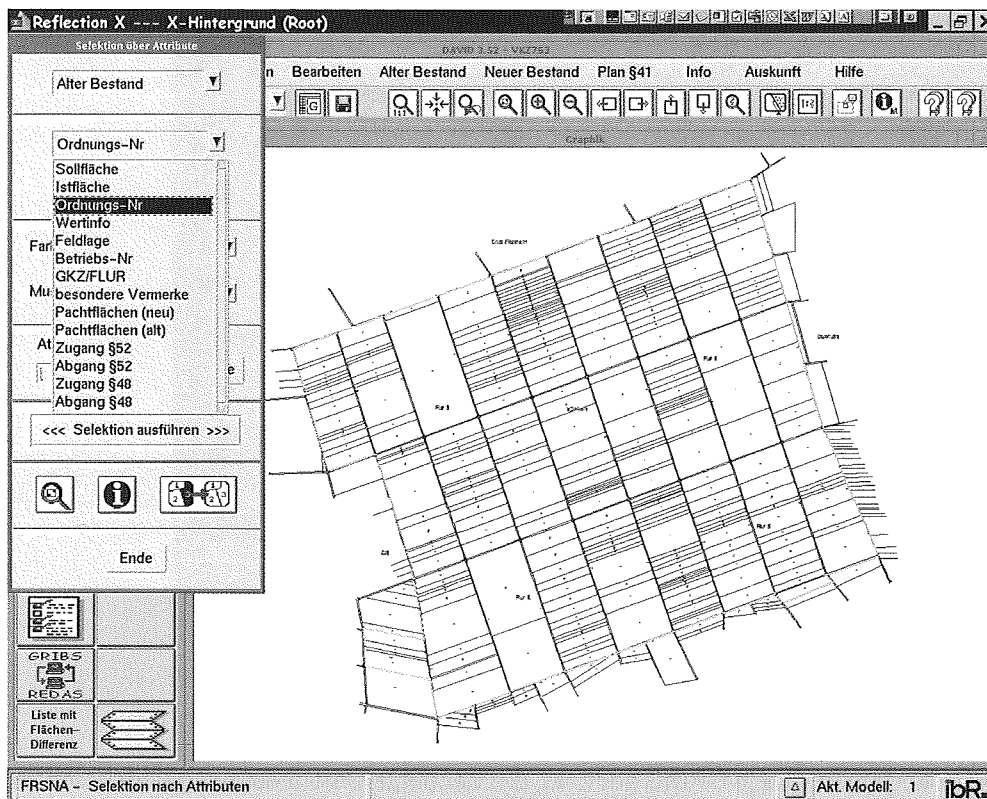 Reflection X --- X-Hintergrund (Root)
Selektion über Attribute
DAVID 3.52 - VKZ753
Alter Bestand
Bearbeiten Alter Bestand Neuer Bestand Plan §41 Info Auskunft Hilfe
Graphik
Ordnungs-Nr
Sollfläche
Istfläche
Ordnungs-Nr
Wertinfo
Feldlage
Betriebs-Nr
GKZ/FLUR
besondere Vermerke
Pachtflächen (neu)
Pachtflächen (alt)
Zugang §52
Abgang §52
Zugang §48
Abgang §48
<<< Selektion ausführen >>>
Ende
GRIBS
REDAS
Liste mit
Flächen-
Differenz
Flur 5
FRSNA - Selektion nach Attributen
Akt. Modell: 1
ibR